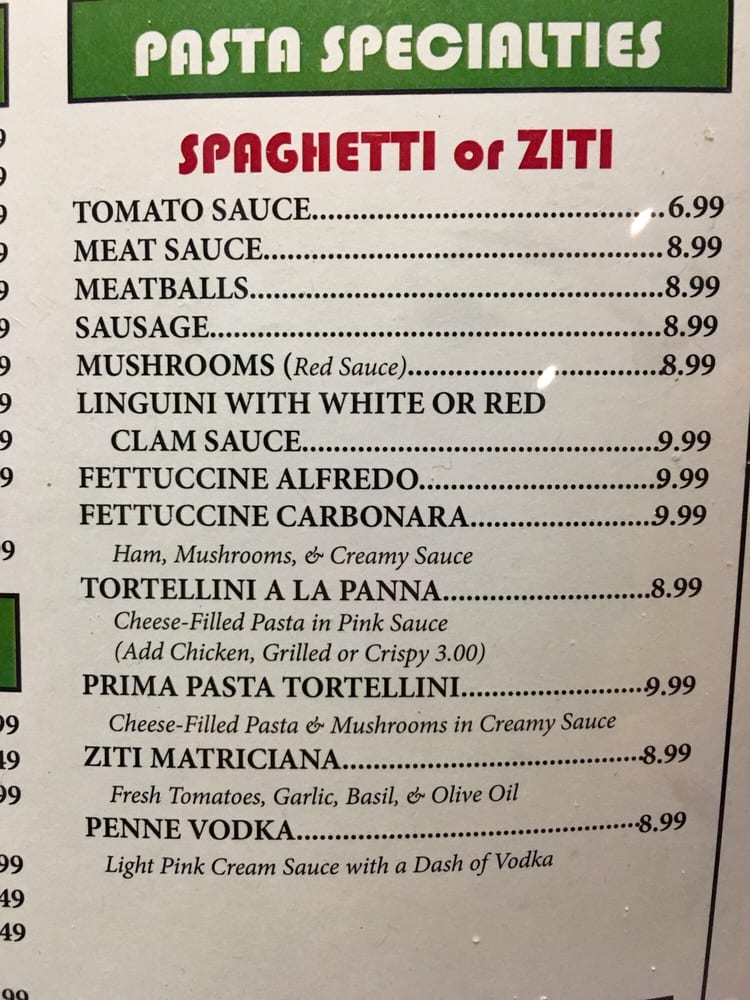 PASTA SPECIALTIES
SPAGHETTI or ZITI
TOMATO SAUCE.............................................6.99
MEAT SAUCE...................................................8.99
MEATBALLS.....................................................8.99
SAUSAGE..........................................................8.99
MUSHROOMS (Red Sauce)................................8.99
LINGUINI WITH WHITE OR RED
CLAM SAUCE.............................................9.99
FETTUCCINE ALFREDO..............................9.99
FETTUCCINE CARBONARA.......................9.99
Ham, Mushrooms, & Creamy Sauce
TORTELLINI A LA PANNA...........................8.99
Cheese-Filled Pasta in Pink Sauce
(Add Chicken, Grilled or Crispy 3.00)
PRIMA PASTA TORTELLINI.......................9.99
Cheese-Filled Pasta & Mushrooms in Creamy Sauce
ZITI MATRICIANA......................................8.99
Fresh Tomatoes, Garlic, Basil, & Olive Oil
PENNE VODKA...........................................8.99
Light Pink Cream Sauce with a Dash of Vodka